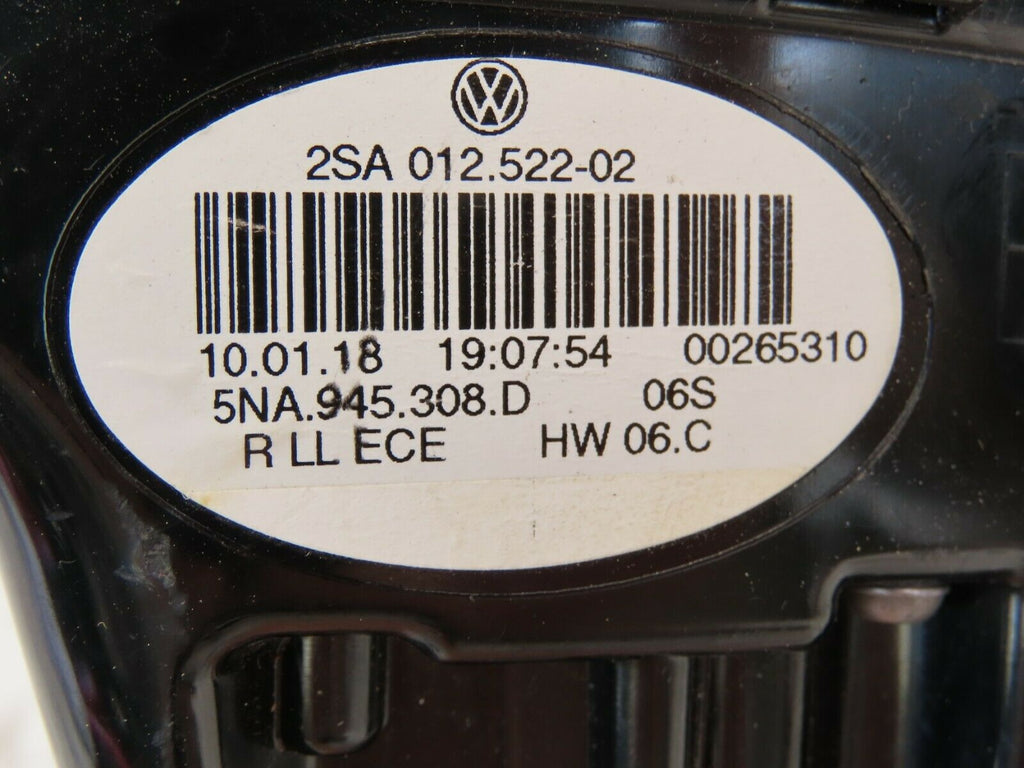 VW
2SA 012.522-02
10.01.18 19:07:54 00265310
5NA.945.308.D 06S
R LL ECE HW 06.C